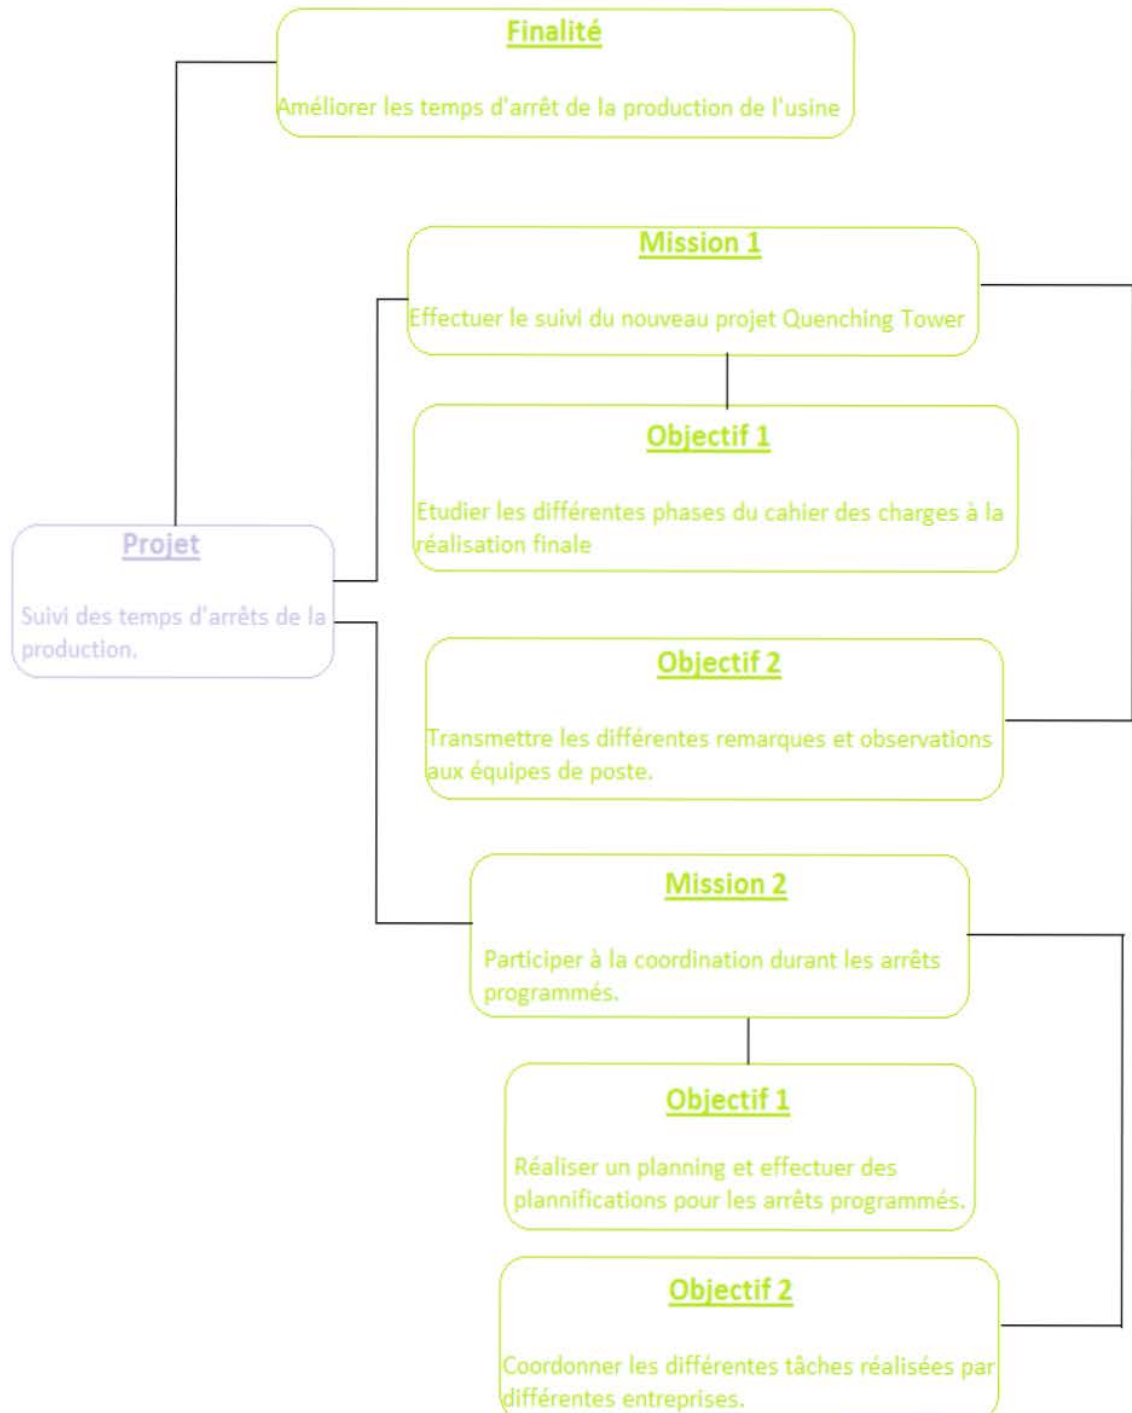 Finalité
Améliorer les temps d'arrêt de la production de l'usine
Mission 1
Effectuer le suivi du nouveau projet Quenching Tower
Objectif 1
Etudier les différentes phases du cahier des charges à la
réalisation finale
Projet
Suivi des temps d'arrêts de la
production.
Objectif 2
Transmettre les différentes remarques et observations
aux équipes de poste.
Mission 2
Participer à la coordination durant les arrêts
programmés.
Objectif 1
Réaliser un planning et effectuer des
plannifications pour les arrêts programmés.
Objectif 2
Coordonner les différentes tâches réalisées par
différentes entreprises.